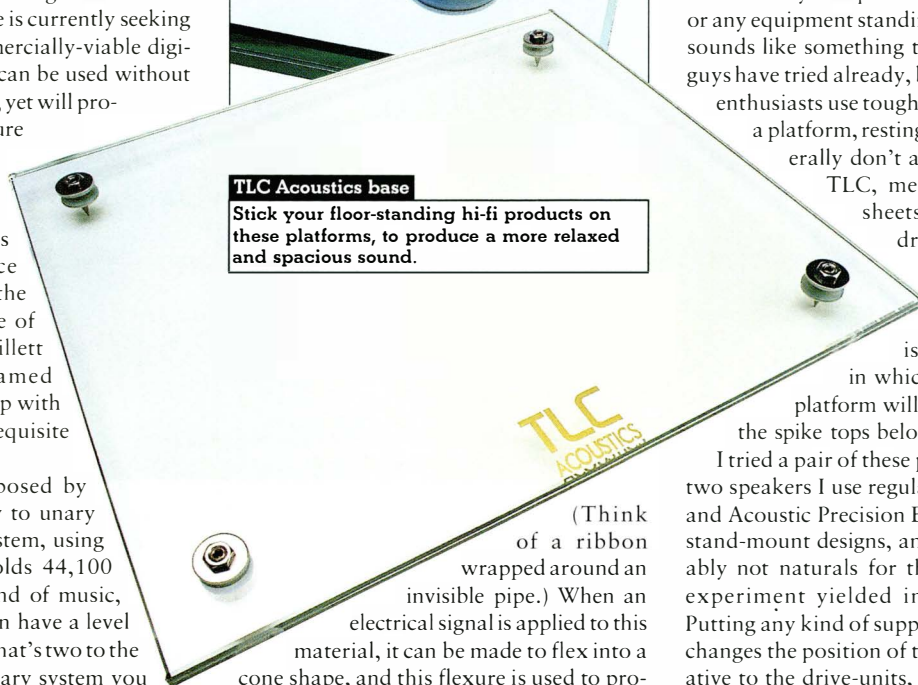 e is currently seeking
mercially-viable digi-
can be used without
, yet will pro-
ure
s
ce
the
e of
illett
amed
p with
equisite
posed by
y to unary
stem, using
olds 44,100
nd of music,
n have a level
hat's two to the
ary system you
TLC Acoustics base
Stick your floor-standing hi-fi products on
these platforms, to produce a more relaxed
and spacious sound.
TLC
ACOUSTICS
(Think
of a ribbon
wrapped around an
invisible pipe.) When an
electrical signal is applied to this
material, it can be made to flex into a
cone shape, and this flexure is used to pro-
or any equipment standi
sounds like something t
guys have tried already, 
enthusiasts use tough
a platform, resting
erally don't a
TLC, me
sheets
dr
is
in whic
platform will
the spike tops belo
I tried a pair of these p
two speakers I use regula
and Acoustic Precision E
stand-mount designs, an
ably not naturals for th
experiment yielded in
Putting any kind of supp
changes the position of t
ative to the drive-units,